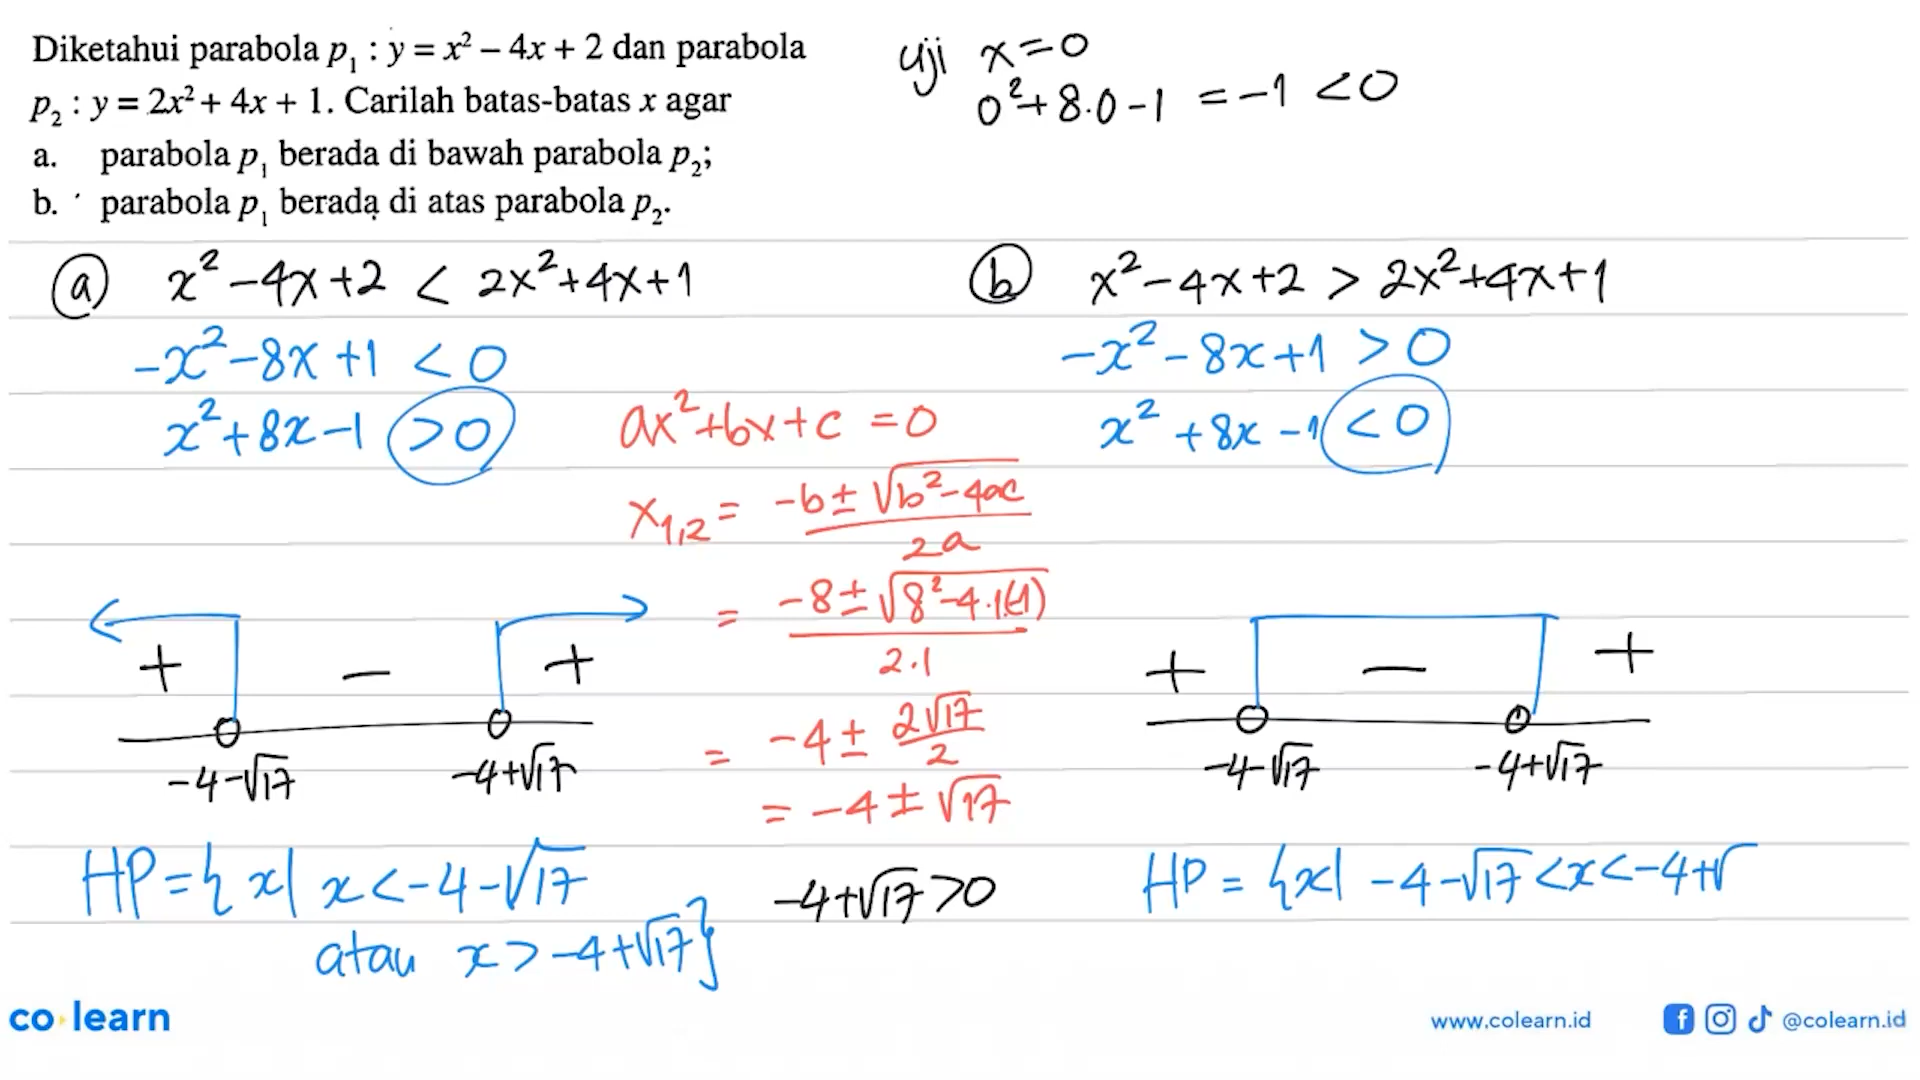 Diketahui parabola p₁ : y = x² – 4x + 2 dan parabola
p₂ : y = 2x² + 4x + 1. Carilah batas-batas x agar
a. parabola p₁ berada di bawah parabola p₂;
b. parabola p₁ berada di atas parabola p₂.
uji x=0
0²+8.0-1 = -1 <0
(a) x²-4x+2 < 2x²+4x+1
-x²-8x+1 <0
x²+8x-1 >0
ax²+bx+c =0
x₁,₂ = (-b±√(b²-4ac))/2a
= (-8±√(8²-4.1(-1)))/2.1
= -4± 2√17/2
= -4±√17
+ - +
-4-√17 -4+√17
HP={x| x<-4-√17
atau x>-4+√17}
-4+√17>0
(b) x²-4x+2 > 2x²+4x+1
-x²-8x+1 >0
x²+8x-1 <0
+ - +
-4-√17 -4+√17
HP = {x| -4-√17<x<-4+√
co learn
www.colearn.id
@colearn.id